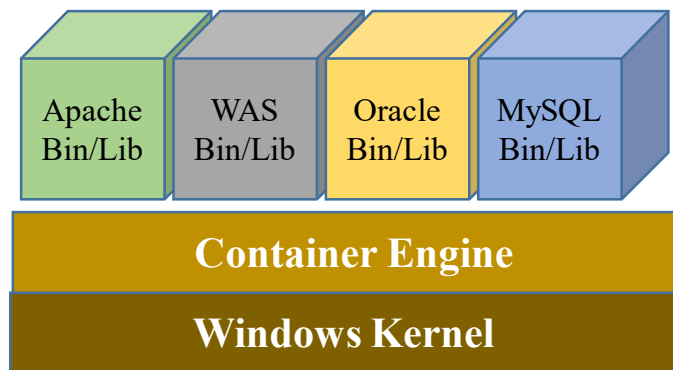 Apache
Bin/Lib
WAS
Bin/Lib
Oracle
Bin/Lib
MySQL
Bin/Lib
Container Engine
Windows Kernel